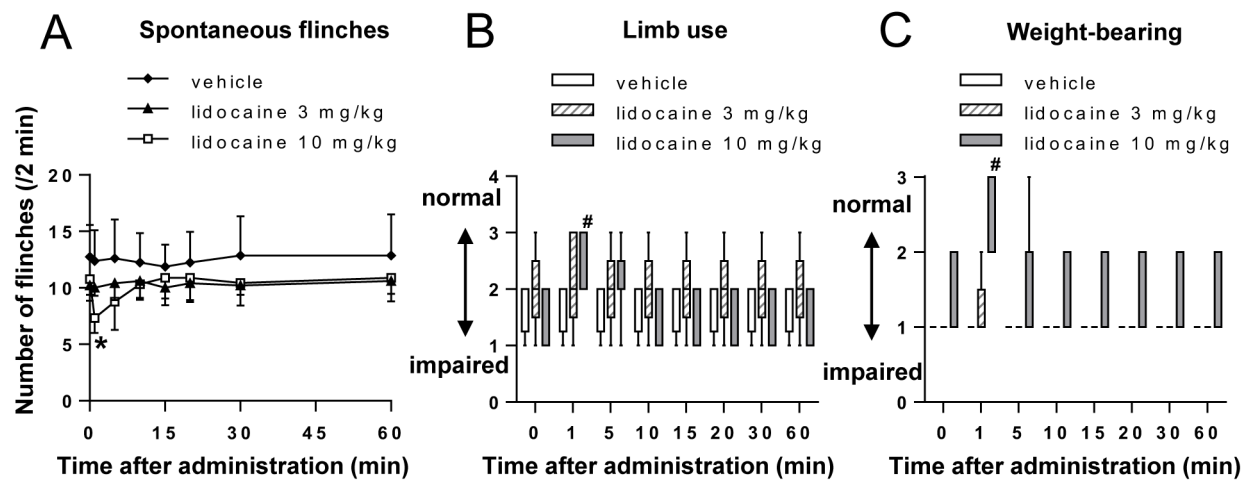 A
Spontaneous flinches
vehicle
lidocaine 3 mg/kg
lidocaine 10 mg/kg
Number of flinches (/2 min)
20
15
10
5
0
*
0 15 30 45 60
Time after administration (min)
B
Limb use
vehicle
lidocaine 3 mg/kg
lidocaine 10 mg/kg
normal
impaired
4
3
2
1
0
#
0 1 5 10 15 20 30 60
Time after administration (min)
C
Weight-bearing
vehicle
lidocaine 3 mg/kg
lidocaine 10 mg/kg
normal
impaired
3
2
1
0
#
0 1 5 10 15 20 30 60
Time after administration (min)